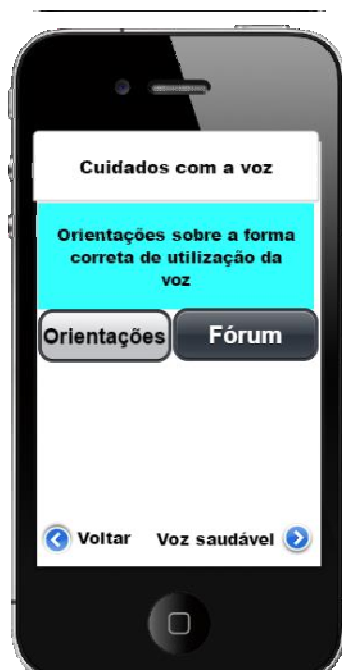 Cuidados com a voz
Orientações sobre a forma
correta de utilização da
voz
Orientações Fórum
Voltar Voz saudável